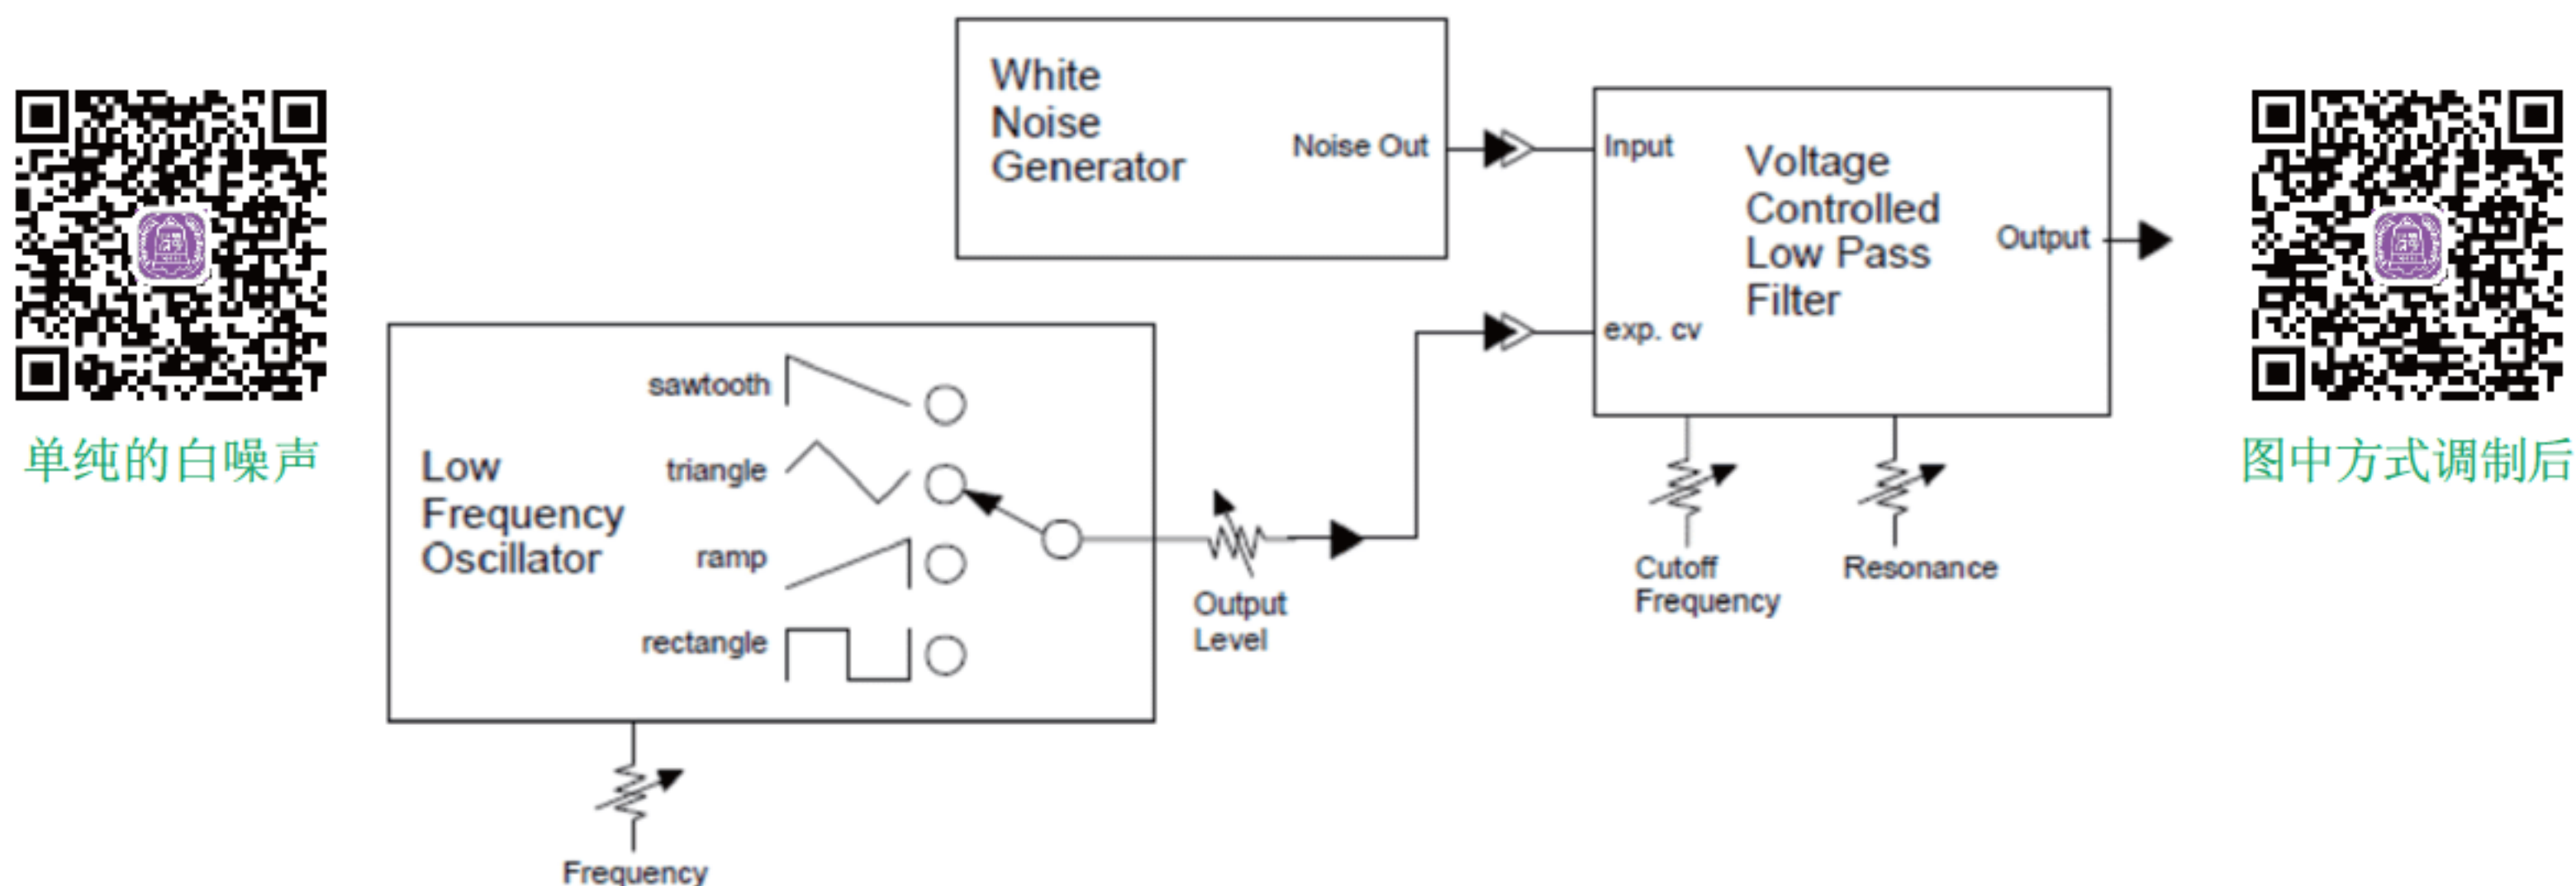 White
Noise
Generator
Noise Out
Input
Voltage
Controlled
Low Pass
Filter
Output
exp. cv
单纯的白噪声
图中方式调制后
Low
Frequency
Oscillator
sawtooth
triangle
ramp
rectangle
Output
Level
Cutoff
Frequency
Resonance
Frequency